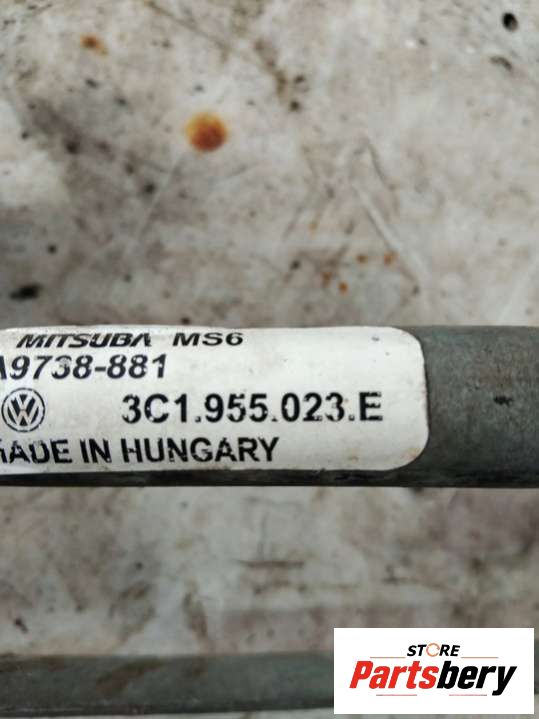 MITSUBA MS6
A9738-881
3C1.955.023.E
MADE IN HUNGARY
STORE
Partsbery